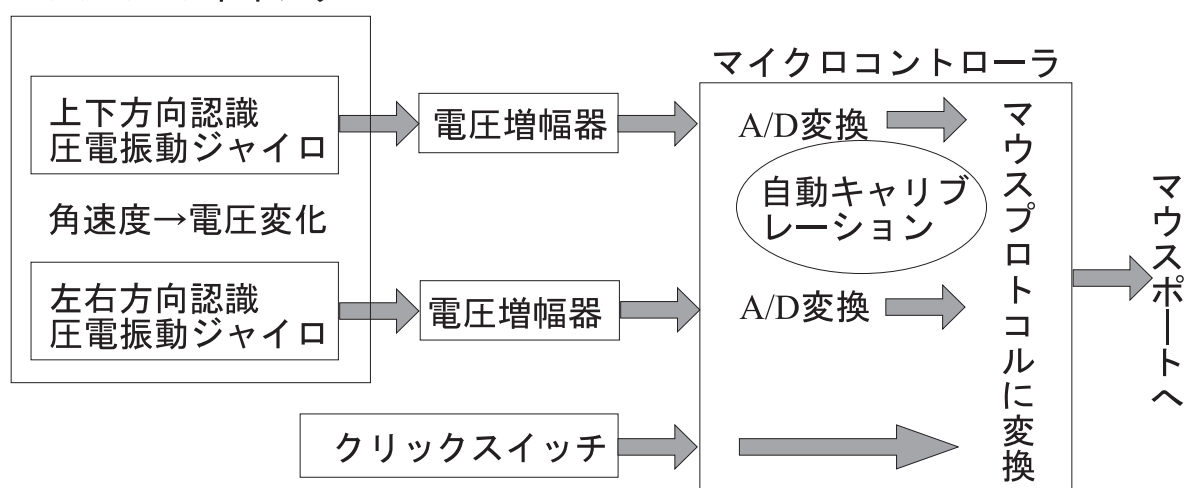 マイクロコントローラ
上下方向認識
圧電振動ジャイロ
電圧増幅器
A/D変換
自動キャリブ
レーション
角速度→電圧変化
左右方向認識
圧電振動ジャイロ
電圧増幅器
A/D変換
クリックスイッチ
マウスプロトコルに変換
マウスポートへ